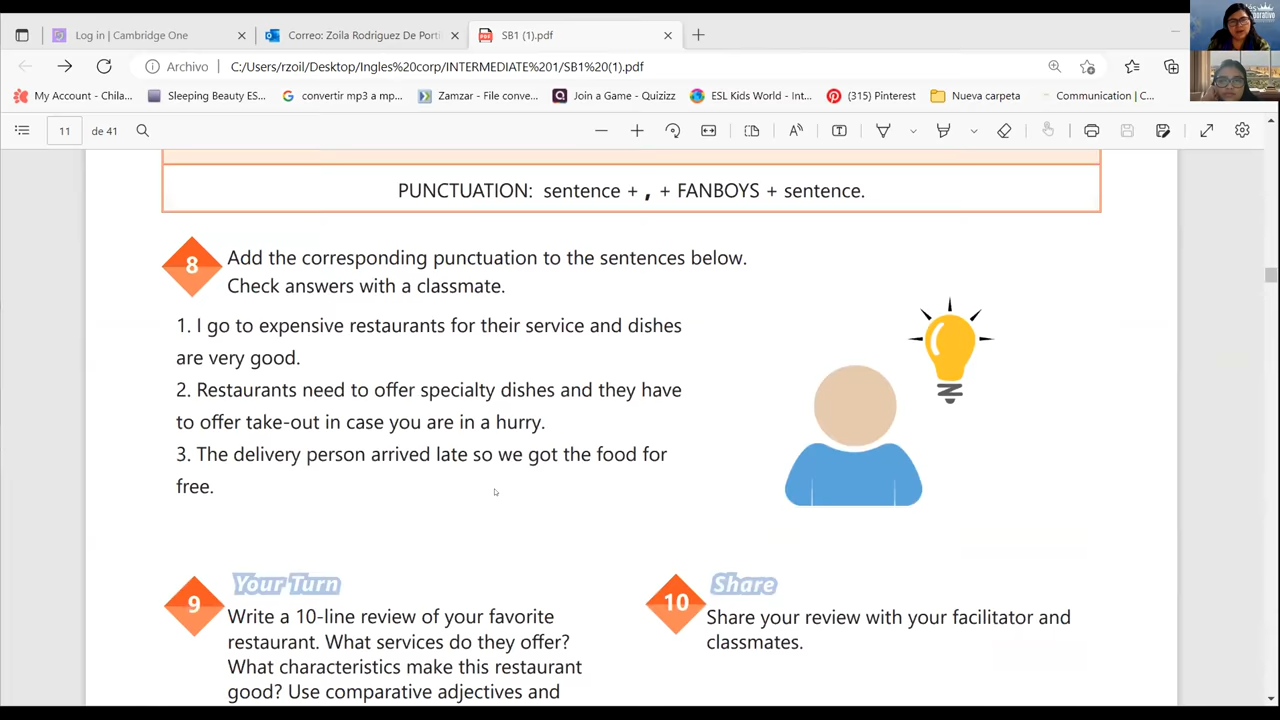 Log in | Cambridge One
Correo: Zoila Rodríguez De Porti
SB1 (1).pdf
Archivo
C:/Users/rzoil/Desktop/Ingles%20corp/INTERMEDIATE%201/SB1%20(1).pdf
My Account - Chila...
Sleeping Beauty ES...
convertir mp3 a mp...
Zamzar - File conve...
Join a Game - Quizizz
ESL Kids World - Int...
(315) Pinterest
Nueva carpeta
Communication | C...
11
de 41
PUNCTUATION: sentence + , + FANBOYS + sentence.
8
Add the corresponding punctuation to the sentences below.
Check answers with a classmate.
1. I go to expensive restaurants for their service and dishes
are very good.
2. Restaurants need to offer specialty dishes and they have
to offer take-out in case you are in a hurry.
3. The delivery person arrived late so we got the food for
free.
9
Your Turn
Write a 10-line review of your favorite
restaurant. What services do they offer?
What characteristics make this restaurant
good? Use comparative adjectives and
10
Share
Share your review with your facilitator and
classmates.